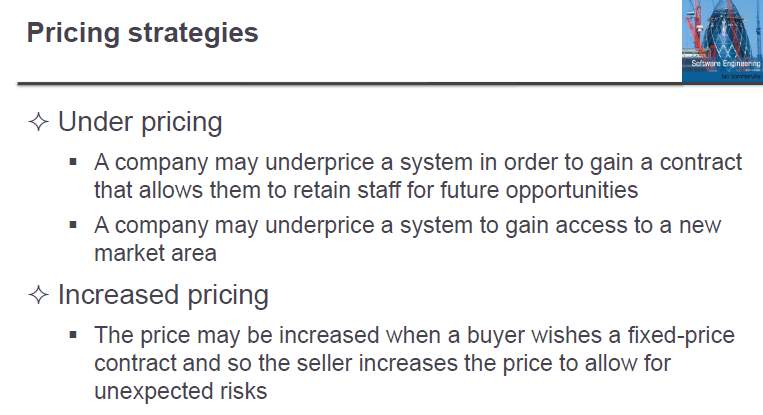 Pricing strategies
Software Engineering
Ian Sommerville
✧ Under pricing
▪ A company may underprice a system in order to gain a contract
that allows them to retain staff for future opportunities
▪ A company may underprice a system to gain access to a new
market area
✧ Increased pricing
▪ The price may be increased when a buyer wishes a fixed-price
contract and so the seller increases the price to allow for
unexpected risks